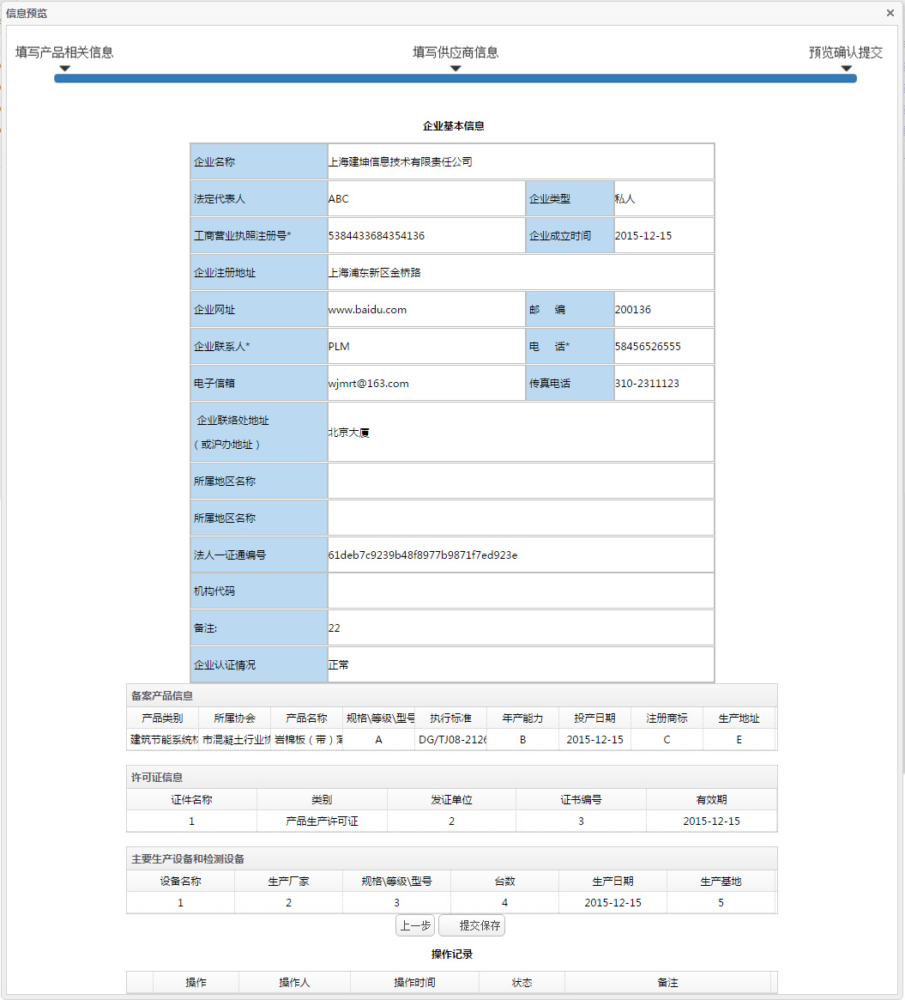 信息预览
填写产品相关信息 填写供应商信息 预览确认提交
企业基本信息
企业名称 上海建坤信息技术有限责任公司
法定代表人 ABC 企业类型 私人
工商营业执照注册号* 5384433684354136 企业成立时间 2015-12-15
企业注册地址 上海浦东新区金桥路
企业网址 www.baidu.com 邮 编 200136
企业联系人* PLM 电 话* 58456526555
电子信箱 wjmrt@163.com 传真电话 310-2311123
企业联络处地址
（或沪办地址） 北京大厦
所属地区名称
所属地区名称
法人一证通编号 61deb7c9239b48f8977b9871f7ed923e
机构代码
备注: 22
企业认证情况 正常
备案产品信息
产品类别 所属协会 产品名称 规格\等级\型号 执行标准 年产能力 投产日期 注册商标 生产地址
建筑节能系统材 市混凝土行业协 岩棉板（带）薄 A DG/TJ08-2126 B 2015-12-15 C E
许可证信息
证件名称 类别 发证单位 证书编号 有效期
1 产品生产许可证 2 3 2015-12-15
主要生产设备和检测设备
设备名称 生产厂家 规格\等级\型号 台数 生产日期 生产基地
1 2 3 4 2015-12-15 5
上一步 提交保存
操作记录
操作 操作人 操作时间 状态 备注